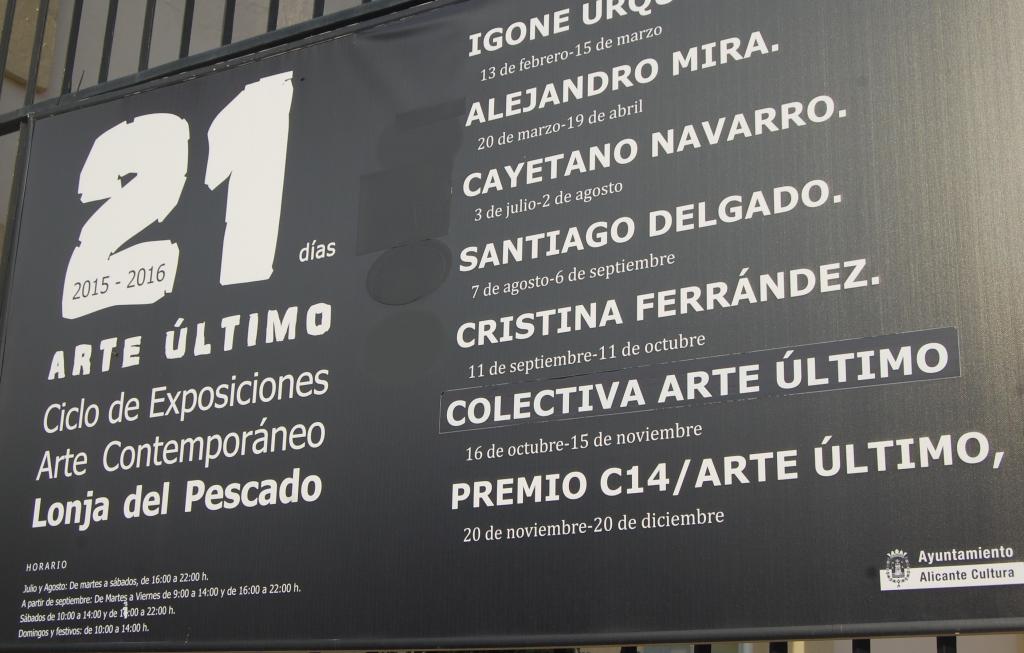 21
días
2015 - 2016
ARTE ÚLTIMO
Ciclo de Exposiciones
Arte Contemporáneo
Lonja del Pescado
HORARIO
Julio y Agosto: De martes a sábados, de 16:00 a 22:00 h.
A partir de septiembre: De Martes a Viernes de 9:00 a 14:00 y de 16:00 a 22:00 h.
Sábados de 10:00 a 14:00 y de a 22:00 h.
Domingos y festivos: de 10:00 a 14:00 h.
IGONE
13 de febrero-15 de marzo
ALEJANDRO MIRA.
20 de marzo-19 de abril
CAYETANO NAVARRO.
3 de julio-2 de agosto
SANTIAGO DELGADO.
7 de agosto-6 de septiembre
CRISTINA FERRÁNDEZ.
11 de septiembre-11 de octubre
COLECTIVA ARTE ÚLTIMO
16 de octubre-15 de noviembre
PREMIO C14/ARTE ÚLTIMO,
20 de noviembre-20 de diciembre
Ayuntamiento
Alicante Cultura